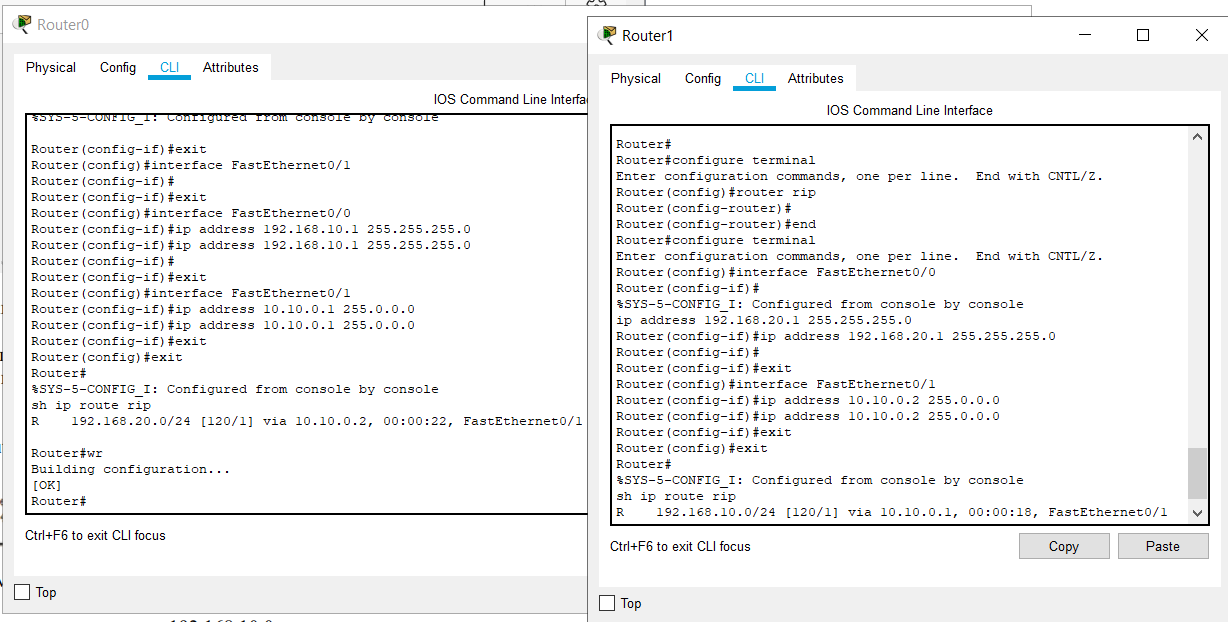 Router0
Physical Config CLI Attributes
IOS Command Line Interfa
%SYS-5-CONFIG_I: Configured from console by console
Router(config-if)#exit
Router(config)#interface FastEthernet0/1
Router(config-if)#
Router(config-if)#exit
Router(config)#interface FastEthernet0/0
Router(config-if)#ip address 192.168.10.1 255.255.255.0
Router(config-if)#ip address 192.168.10.1 255.255.255.0
Router(config-if)#
Router(config-if)#exit
Router(config)#interface FastEthernet0/1
Router(config-if)#ip address 10.10.0.1 255.0.0.0
Router(config-if)#ip address 10.10.0.1 255.0.0.0
Router(config-if)#exit
Router(config)#exit
Router#
%SYS-5-CONFIG_I: Configured from console by console
sh ip route rip
R    192.168.20.0/24 [120/1] via 10.10.0.2, 00:00:22, FastEthernet0/1
Router#wr
Building configuration...
[OK]
Router#
Ctrl+F6 to exit CLI focus
Top
Router1
Physical Config CLI Attributes
IOS Command Line Interface
Router#
Router#configure terminal
Enter configuration commands, one per line.  End with CNTL/Z.
Router(config)#router rip
Router(config-router)#
Router(config-router)#end
Router#configure terminal
Enter configuration commands, one per line.  End with CNTL/Z.
Router(config)#interface FastEthernet0/0
Router(config-if)#
%SYS-5-CONFIG_I: Configured from console by console
ip address 192.168.20.1 255.255.255.0
Router(config-if)#ip address 192.168.20.1 255.255.255.0
Router(config-if)#
Router(config-if)#exit
Router(config)#interface FastEthernet0/1
Router(config-if)#ip address 10.10.0.2 255.0.0.0
Router(config-if)#ip address 10.10.0.2 255.0.0.0
Router(config-if)#exit
Router(config)#exit
Router#
%SYS-5-CONFIG_I: Configured from console by console
sh ip route rip
R    192.168.10.0/24 [120/1] via 10.10.0.1, 00:00:18, FastEthernet0/1
Ctrl+F6 to exit CLI focus
Copy Paste
Top